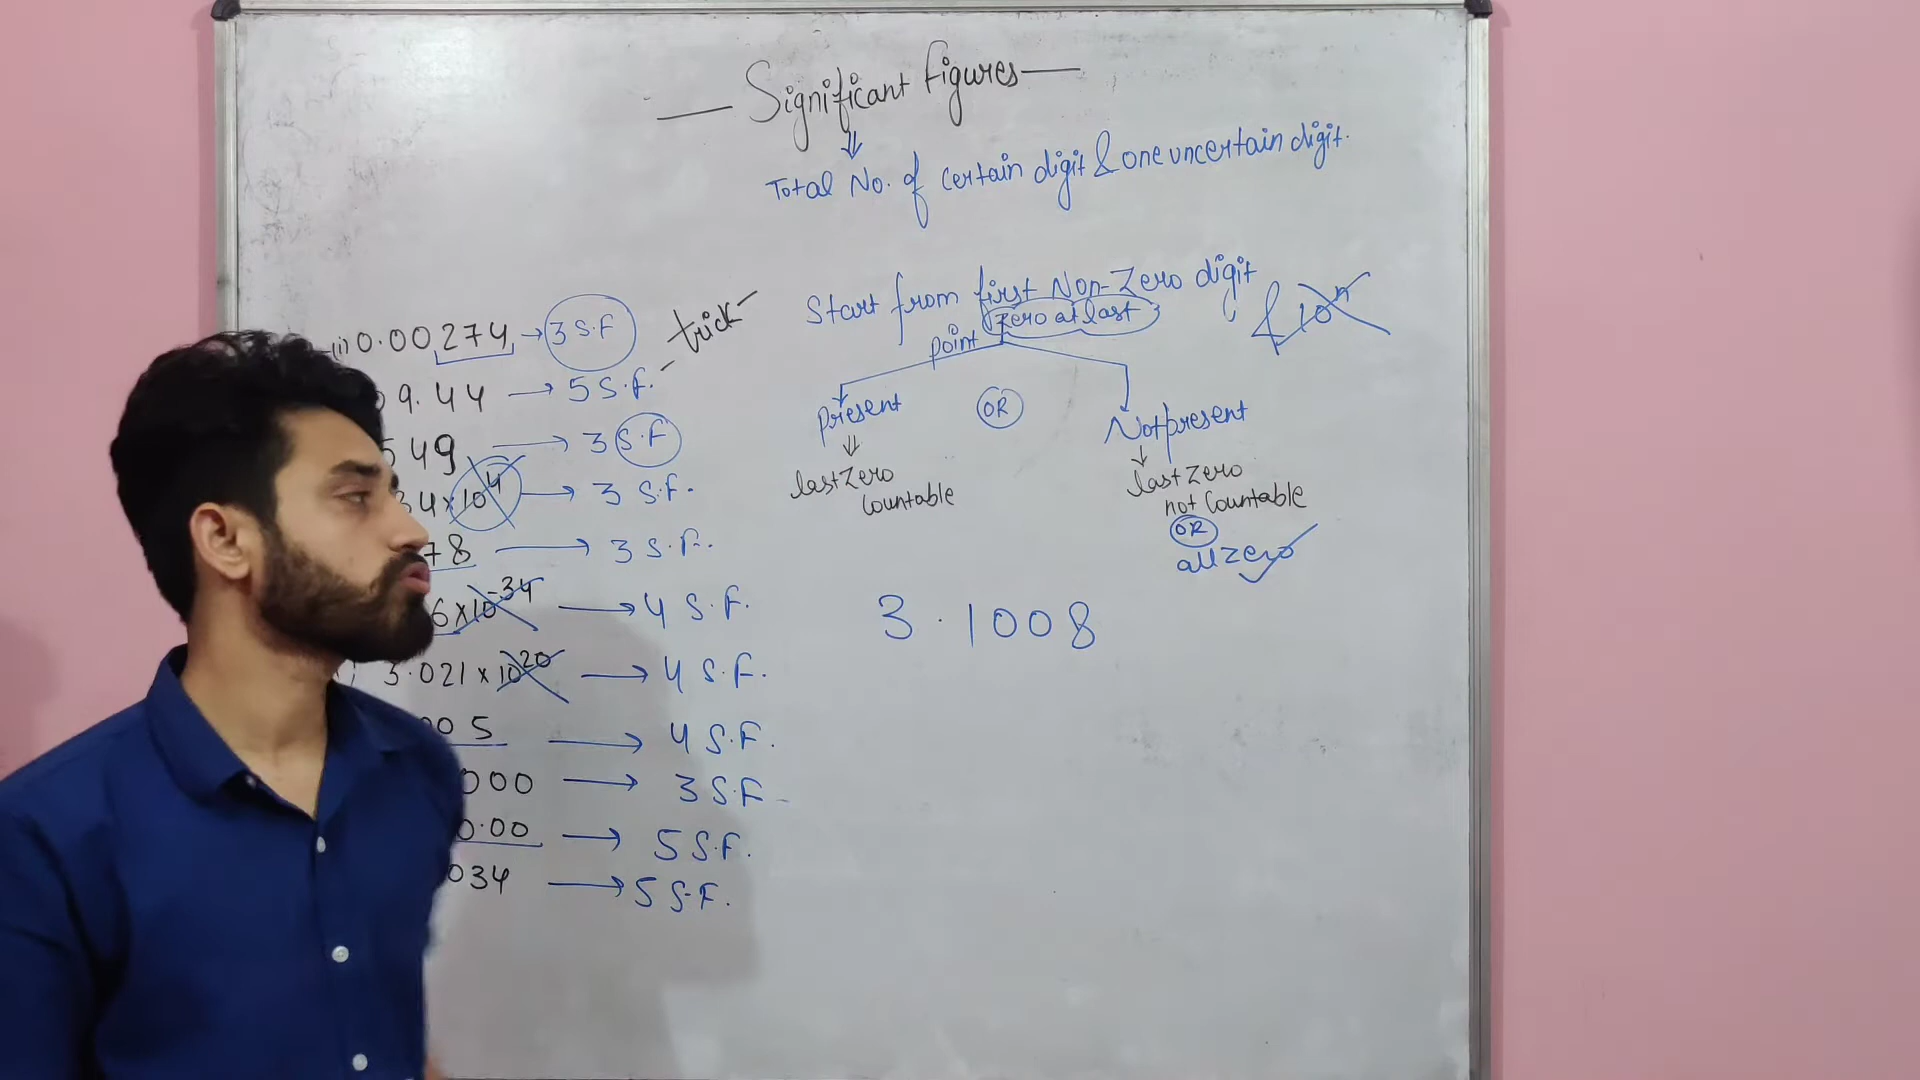 Significant figures
⇓
Total No. of certain digit & one uncertain digit.
Start from first Non-Zero digit & 10ⁿ
zero at last
point
Present OR Not present
⇓ ↓
last Zero Countable
last Zero not Countable
OR
all zero
trick
(i) 0.00274 → 3 S.F
9.44 → 5 S.F.
549 → 3 S.F
34×10⁴ → 3 S.F.
78 → 3 S.F.
6×10⁻³⁴ → 4 S.F.
3.021 × 10²⁰ → 4 S.F.
005 → 4 S.F.
000 → 3 S.F
0.00 → 5 S.F.
034 → 5 S.F.
3.1008